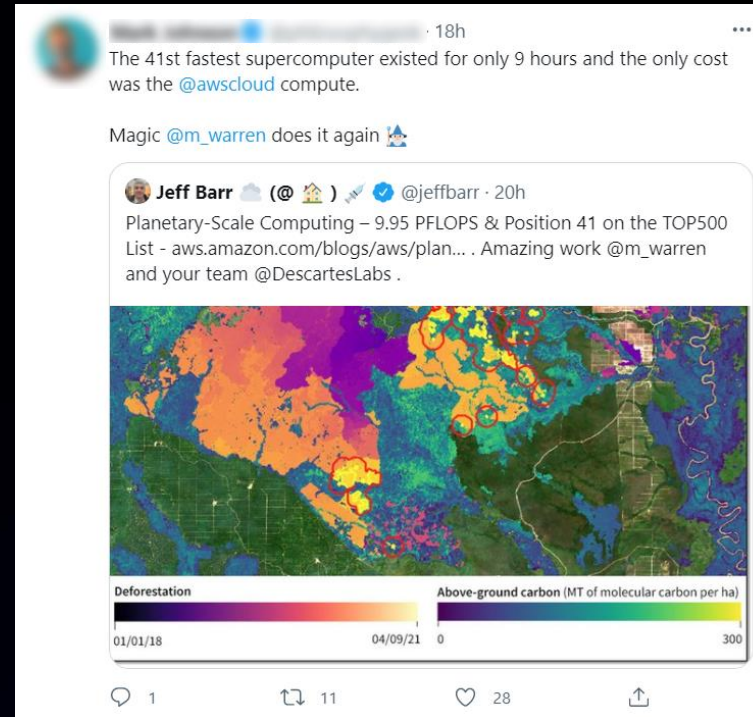 · 18h
The 41st fastest supercomputer existed for only 9 hours and the only cost
was the @awscloud compute.
Magic @m_warren does it again 🧙‍♂️
Jeff Barr ☁️ (@ 🏠 ) 💉 @jeffbarr · 20h
Planetary-Scale Computing – 9.95 PFLOPS & Position 41 on the TOP500
List - aws.amazon.com/blogs/aws/plan... . Amazing work @m_warren
and your team @DescartesLabs .
Deforestation
01/01/18 04/09/21
Above-ground carbon (MT of molecular carbon per ha)
0 300
1 11 28